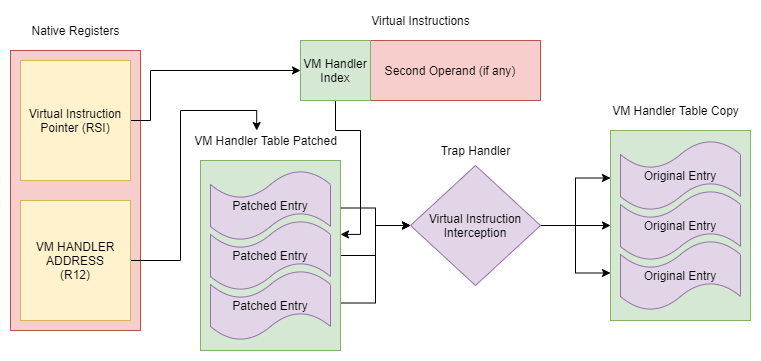 Native Registers
Virtual Instruction
Pointer (RSI)
VM HANDLER
ADDRESS
(R12)
Virtual Instructions
VM Handler
Index
Second Operand (if any)
VM Handler Table Patched
Patched Entry
Patched Entry
Patched Entry
Trap Handler
Virtual Instruction
Interception
VM Handler Table Copy
Original Entry
Original Entry
Original Entry